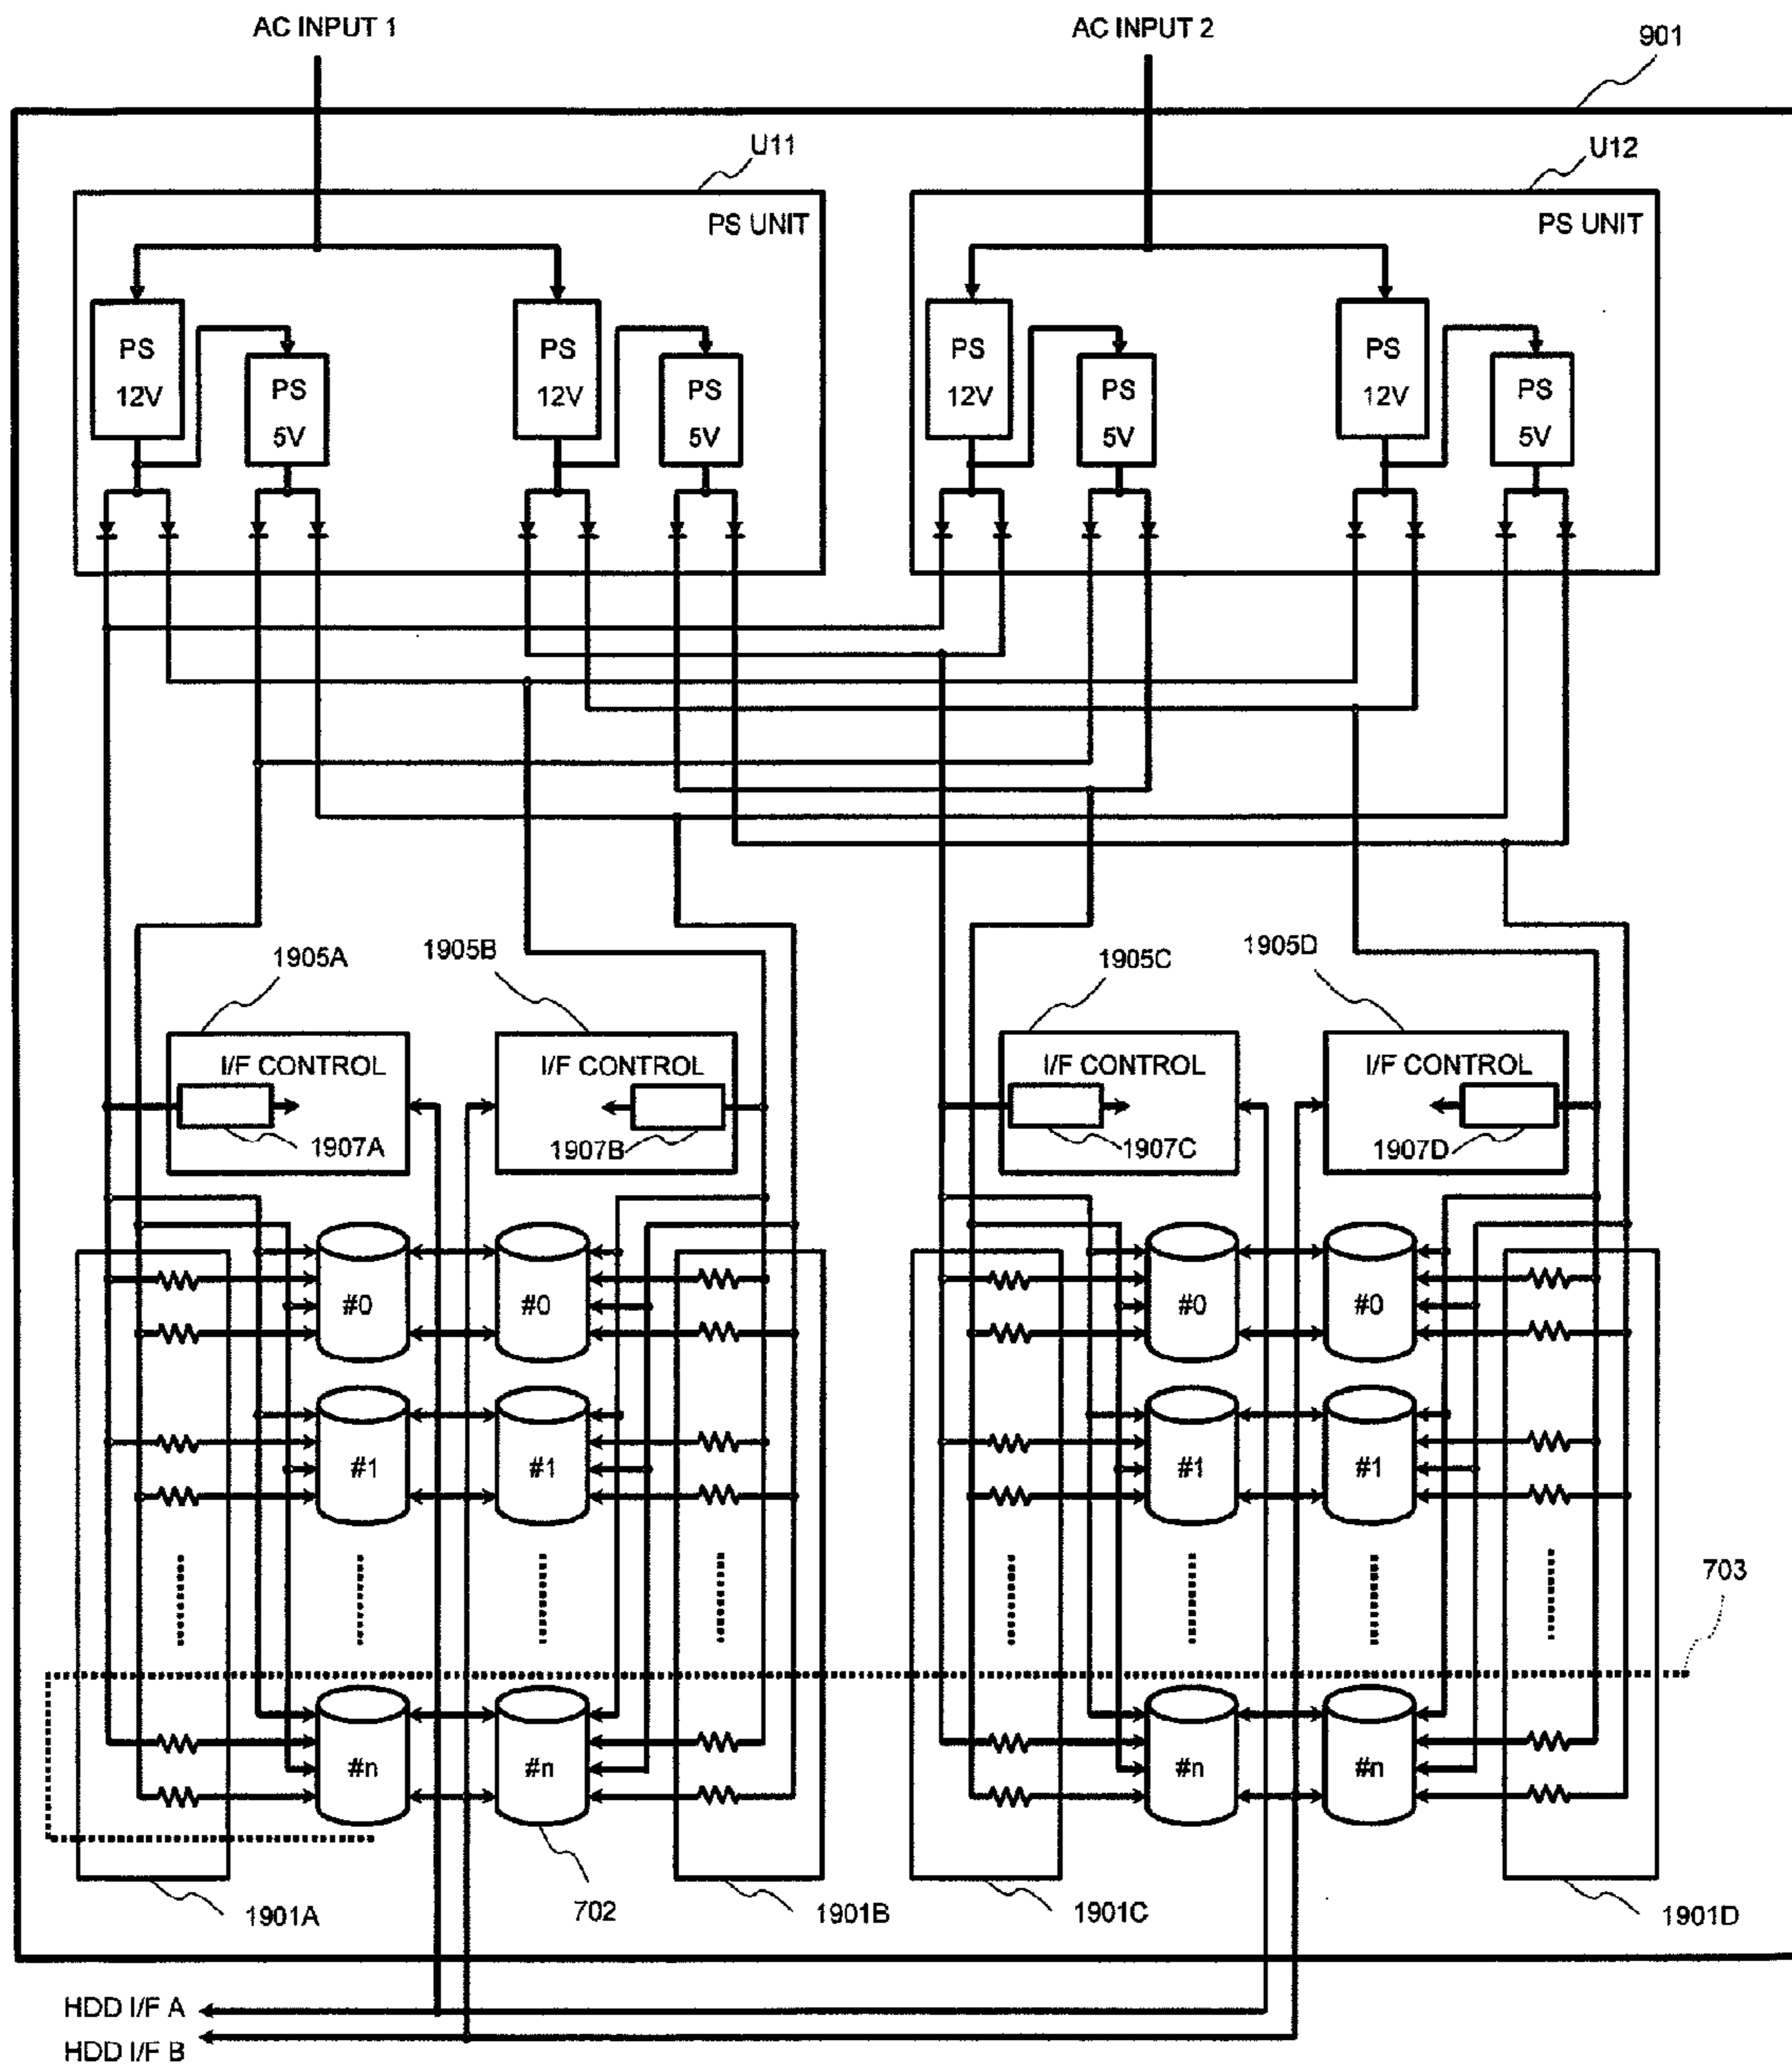 AC INPUT 1
AC INPUT 2
901
U11
U12
PS UNIT
PS UNIT
PS
12V
PS
5V
PS
12V
PS
5V
PS
12V
PS
5V
PS
12V
PS
5V
1905A
1905B
1905C
1905D
I/F CONTROL
I/F CONTROL
I/F CONTROL
I/F CONTROL
1907A
1907B
1907C
1907D
#0
#0
#0
#0
#1
#1
#1
#1
703
#n
#n
#n
#n
1901A
702
1901B
1901C
1901D
HDD I/F A
HDD I/F B